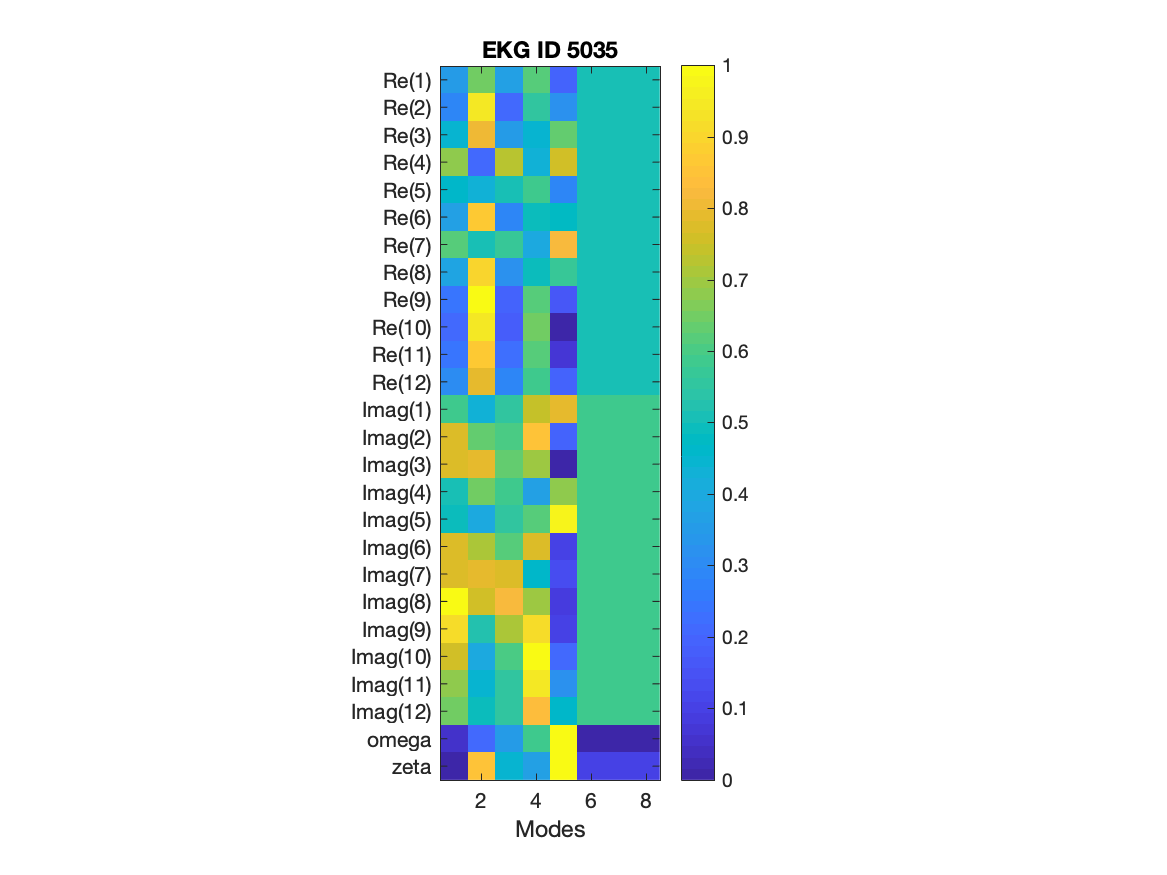 EKG ID 5035
Re(1)
Re(2)
Re(3)
Re(4)
Re(5)
Re(6)
Re(7)
Re(8)
Re(9)
Re(10)
Re(11)
Re(12)
Imag(1)
Imag(2)
Imag(3)
Imag(4)
Imag(5)
Imag(6)
Imag(7)
Imag(8)
Imag(9)
Imag(10)
Imag(11)
Imag(12)
omega
zeta
2 4 6 8
Modes
1
0.9
0.8
0.7
0.6
0.5
0.4
0.3
0.2
0.1
0